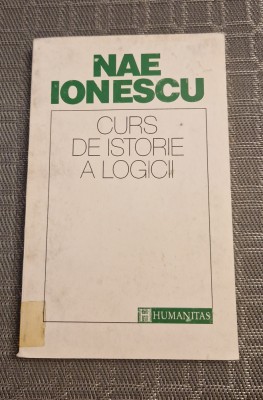 NAE
IONESCU
CURS
DE ISTORIE
A LOGICII
HUMANITAS